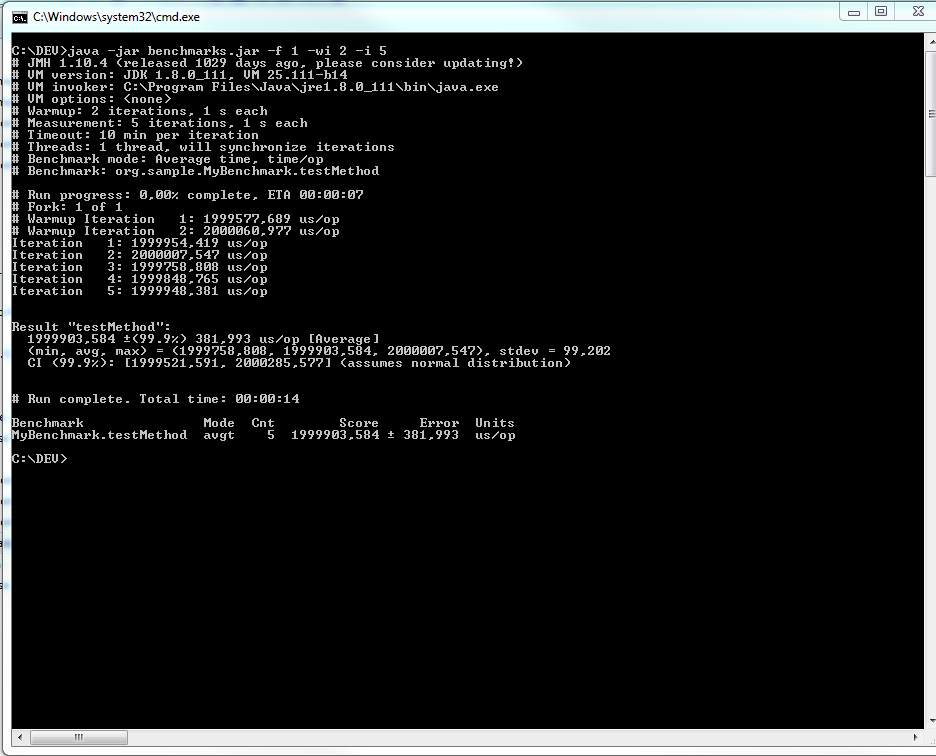 C:\Windows\system32\cmd.exe
C:\DEV>java -jar benchmarks.jar -f 1 -wi 2 -i 5
# JMH 1.10.4 (released 1029 days ago, please consider updating!)
# VM version: JDK 1.8.0_111, VM 25.111-b14
# VM invoker: C:\Program Files\Java\jre1.8.0_111\bin\java.exe
# VM options: <none>
# Warmup: 2 iterations, 1 s each
# Measurement: 5 iterations, 1 s each
# Timeout: 10 min per iteration
# Threads: 1 thread, will synchronize iterations
# Benchmark mode: Average time, time/op
# Benchmark: org.sample.MyBenchmark.testMethod
# Run progress: 0,00% complete, ETA 00:00:07
# Fork: 1 of 1
# Warmup Iteration   1: 1999577,689 us/op
# Warmup Iteration   2: 2000060,977 us/op
Iteration   1: 1999954,419 us/op
Iteration   2: 2000007,547 us/op
Iteration   3: 1999758,808 us/op
Iteration   4: 1999848,765 us/op
Iteration   5: 1999948,381 us/op
Result "testMethod":
  1999903,584 ±(99.9%) 381,993 us/op [Average]
  (min, avg, max) = (1999758,808, 1999903,584, 2000007,547), stdev = 99,202
  CI (99.9%): [1999521,591, 2000285,577] (assumes normal distribution)
# Run complete. Total time: 00:00:14
Benchmark               Mode  Cnt        Score     Error  Units
MyBenchmark.testMethod  avgt    5  1999903,584 ± 381,993  us/op
C:\DEV>